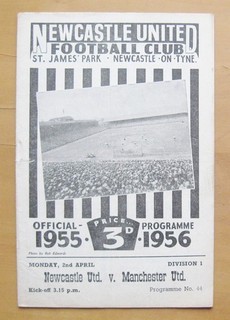 NEWCASTLE UNITED
FOOTBALL CLUB
ST. JAMES' PARK · NEWCASTLE·ON·TYNE
OFFICIAL· PRICE PROGRAMME
1955· 3D ·1956
MONDAY, 2nd APRIL DIVISION 1
Newcastle Utd. v. Manchester Utd.
Kick-off 3.15 p.m. Programme No.